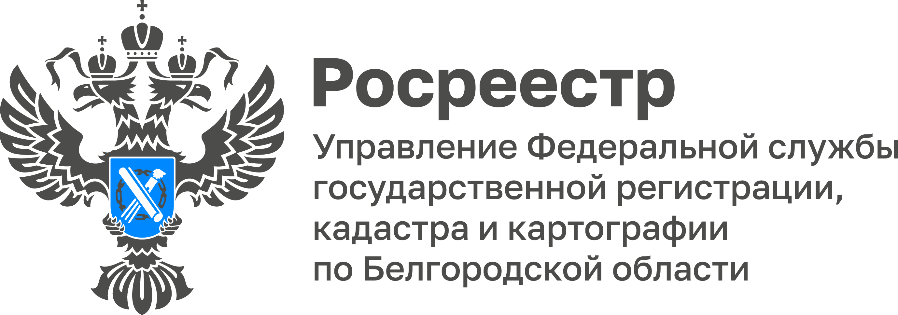 Росреестр
Управление Федеральной службы
государственной регистрации,
кадастра и картографии
по Белгородской области